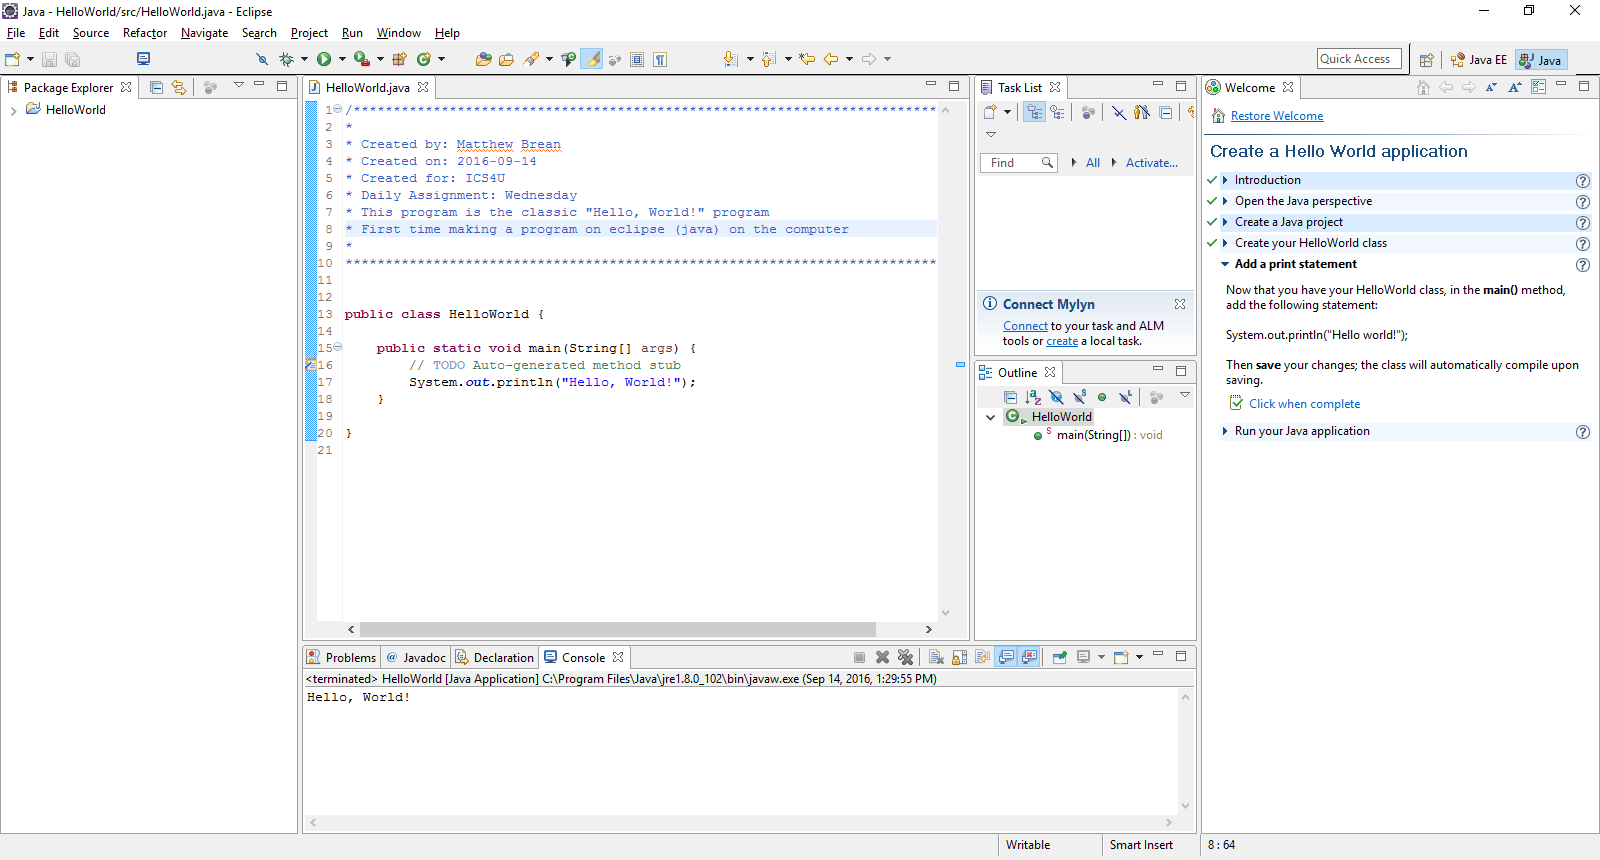 Java - HelloWorld/src/HelloWorld.java - Eclipse
File Edit Source Refactor Navigate Search Project Run Window Help
Quick Access Java EE Java
Package Explorer
HelloWorld
HelloWorld.java
1 /*************************************************************************
2 *
3 * Created by: Matthew Brean
4 * Created on: 2016-09-14
5 * Created for: ICS4U
6 * Daily Assignment: Wednesday
7 * This program is the classic "Hello, World!" program
8 * First time making a program on eclipse (java) on the computer
9 *
10 **************************************************************************
11
12
13 public class HelloWorld {
14
15 public static void main(String[] args) {
16 // TODO Auto-generated method stub
17 System.out.println("Hello, World!");
18 }
19
20 }
21
Task List
Find All Activate...
Connect Mylyn
Connect to your task and ALM
tools or create a local task.
Outline
HelloWorld
main(String[]) : void
Welcome
Restore Welcome
Create a Hello World application
Introduction
Open the Java perspective
Create a Java project
Create your HelloWorld class
Add a print statement
Now that you have your HelloWorld class, in the main() method,
add the following statement:
System.out.println("Hello world!");
Then save your changes; the class will automatically compile upon
saving.
Click when complete
Run your Java application
Problems @ Javadoc Declaration Console
<terminated> HelloWorld [Java Application] C:\Program Files\Java\jre1.8.0_102\bin\javaw.exe (Sep 14, 2016, 1:29:55 PM)
Hello, World!
Writable Smart Insert 8 : 64